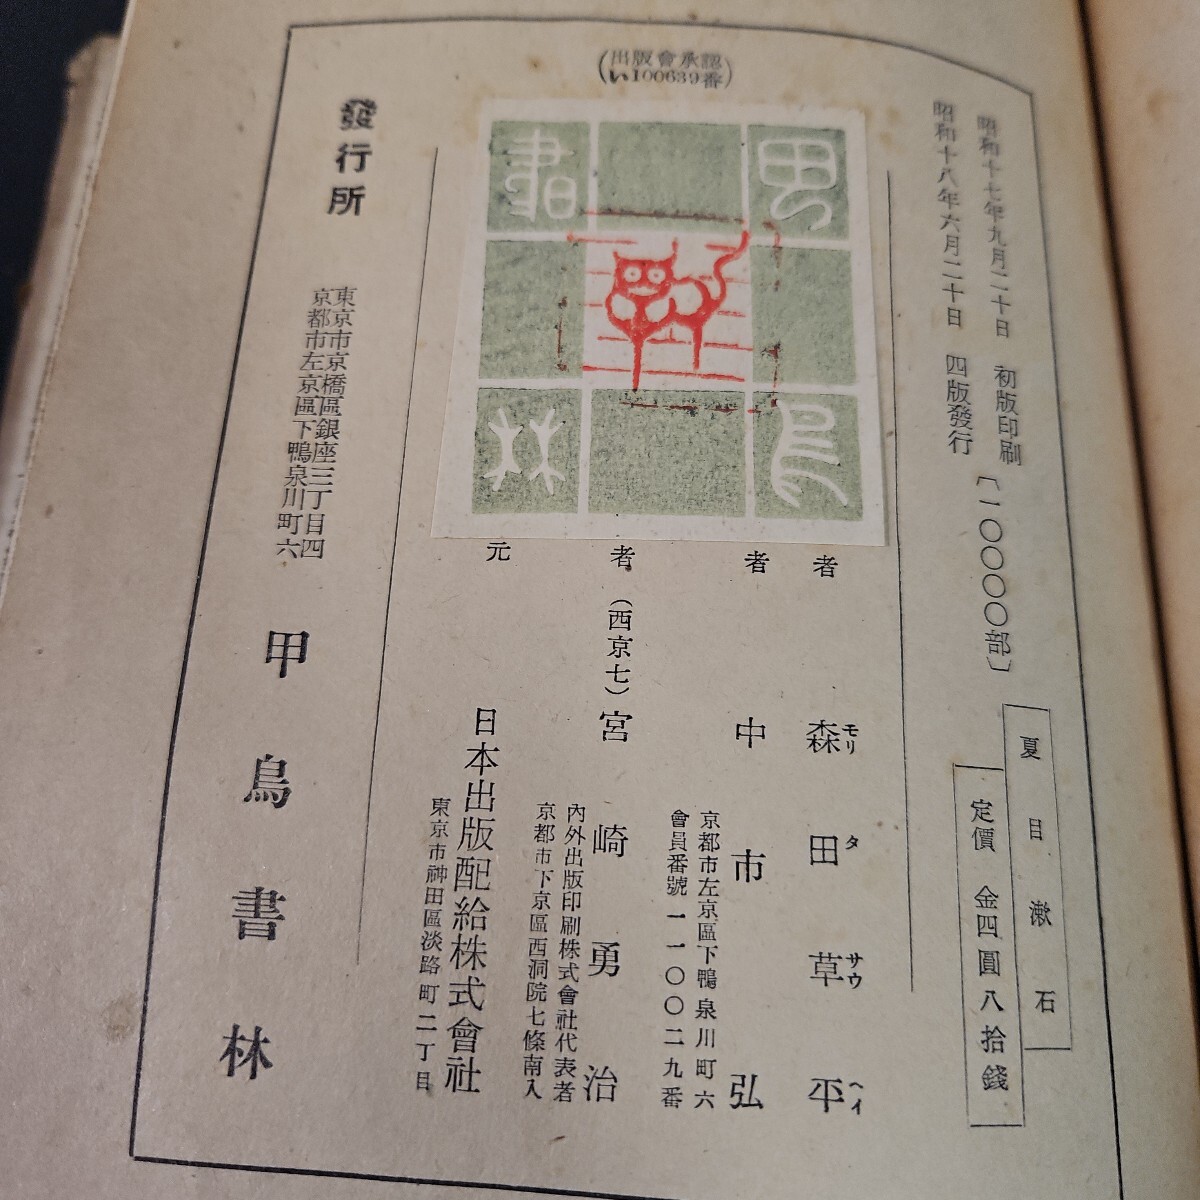 出版會承認
(い100639番)
昭和十七年九月二十日 初版印刷
昭和十八年六月二十日 四版發行
〔一〇〇〇〇部〕
夏目漱石
定價 金四圓八拾錢
甲鳥書林
者 森田草平
モリ タ サウ ヘイ
者 中市弘
京都市左京區下鴨泉川町六
會員番號 一一〇〇二九番
者 (西京七) 宮崎勇治
內外出版印刷株式會社代表者
京都市下京區西洞院七條南入
元 日本出版配給株式會社
東京市神田區淡路町二丁目
發行所
東京市京橋區銀座三丁目四
京都市左京區下鴨泉川町六
甲鳥書林